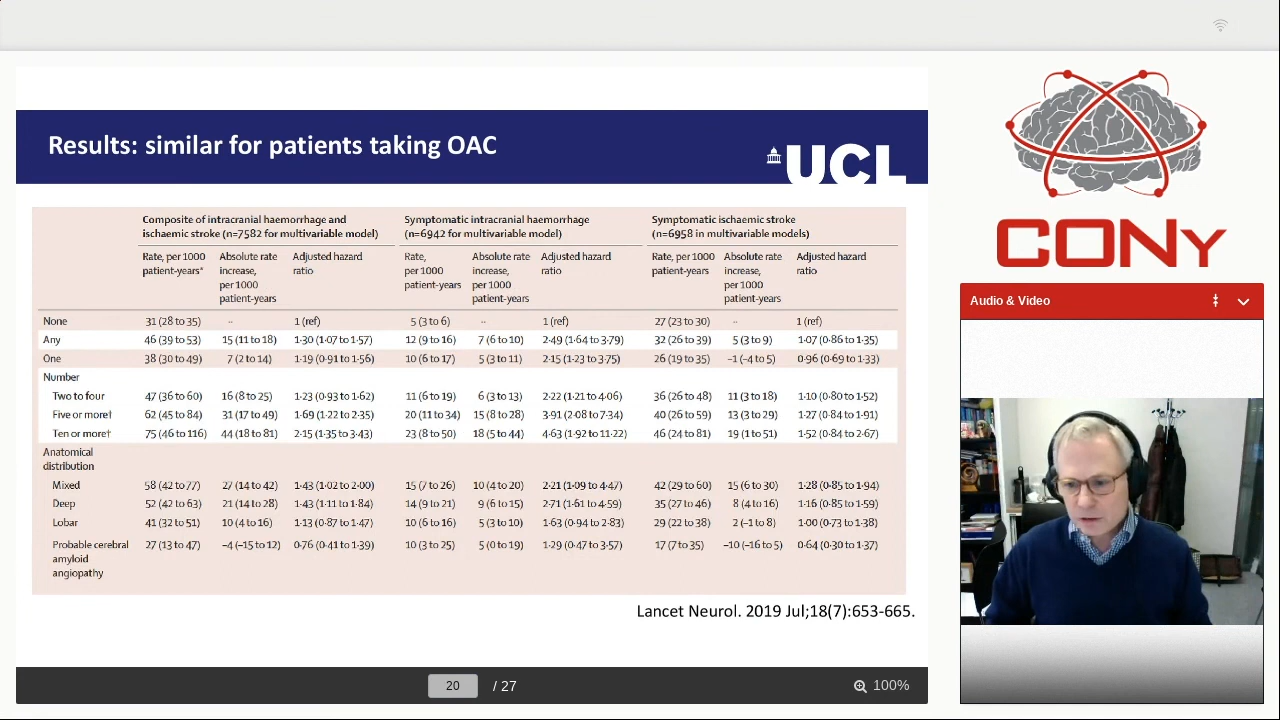 Results: similar for patients taking OAC
UCL
Composite of intracranial haemorrhage and
ischaemic stroke (n=7582 for multivariable model)
Symptomatic intracranial haemorrhage
(n=6942 for multivariable model)
Symptomatic ischaemic stroke
(n=6958 in multivariable models)
Rate, per 1000
patient-years*
Absolute rate
increase,
per 1000
patient-years
Adjusted hazard
ratio
Rate,
per 1000
patient-years
Absolute rate
increase,
per 1000
patient-years
Adjusted hazard
ratio
Rate, per 1000
patient-years
Absolute rate
increase,
per 1000
patient-years
Adjusted hazard
ratio
None 31 (28 to 35) ·· 1 (ref) 5 (3 to 6) ·· 1 (ref) 27 (23 to 30) ·· 1 (ref)
Any 46 (39 to 53) 15 (11 to 18) 1·30 (1·07 to 1·57) 12 (9 to 16) 7 (6 to 10) 2·49 (1·64 to 3·79) 32 (26 to 39) 5 (3 to 9) 1·07 (0·86 to 1·35)
One 38 (30 to 49) 7 (2 to 14) 1·19 (0·91 to 1·56) 10 (6 to 17) 5 (3 to 11) 2·15 (1·23 to 3·75) 26 (19 to 35) –1 (–4 to 5) 0·96 (0·69 to 1·33)
Number
Two to four 47 (36 to 60) 16 (8 to 25) 1·23 (0·93 to 1·62) 11 (6 to 19) 6 (3 to 13) 2·22 (1·21 to 4·06) 36 (26 to 48) 11 (3 to 18) 1·10 (0·80 to 1·52)
Five or more† 62 (45 to 84) 31 (17 to 49) 1·69 (1·22 to 2·35) 20 (11 to 34) 15 (8 to 28) 3·91 (2·08 to 7·34) 40 (26 to 59) 13 (3 to 29) 1·27 (0·84 to 1·91)
Ten or more† 75 (46 to 116) 44 (18 to 81) 2·15 (1·35 to 3·43) 23 (8 to 50) 18 (5 to 44) 4·63 (1·92 to 11·22) 46 (24 to 81) 19 (1 to 51) 1·52 (0·84 to 2·67)
Anatomical
distribution
Mixed 58 (42 to 77) 27 (14 to 42) 1·43 (1·02 to 2·00) 15 (7 to 26) 10 (4 to 20) 2·21 (1·09 to 4·47) 42 (29 to 60) 15 (6 to 30) 1·28 (0·85 to 1·94)
Deep 52 (42 to 63) 21 (14 to 28) 1·43 (1·11 to 1·84) 14 (9 to 21) 9 (6 to 15) 2·71 (1·61 to 4·59) 35 (27 to 46) 8 (4 to 16) 1·16 (0·85 to 1·59)
Lobar 41 (32 to 51) 10 (4 to 16) 1·13 (0·87 to 1·47) 10 (6 to 16) 5 (3 to 10) 1·63 (0·94 to 2·83) 29 (22 to 38) 2 (–1 to 8) 1·00 (0·73 to 1·38)
Probable cerebral 27 (13 to 47) –4 (–15 to 12) 0·76 (0·41 to 1·39) 10 (3 to 25) 5 (0 to 19) (0·47 to 3·57) 17 (7 to 35) –10 (–16 to 5) 0·64 (0·30 to 1·37)
amyloid
angiopathy
Lancet Neurol. 2019 Jul;18(7):653-665.
20 / 27
100%
CONy
Audio & Video